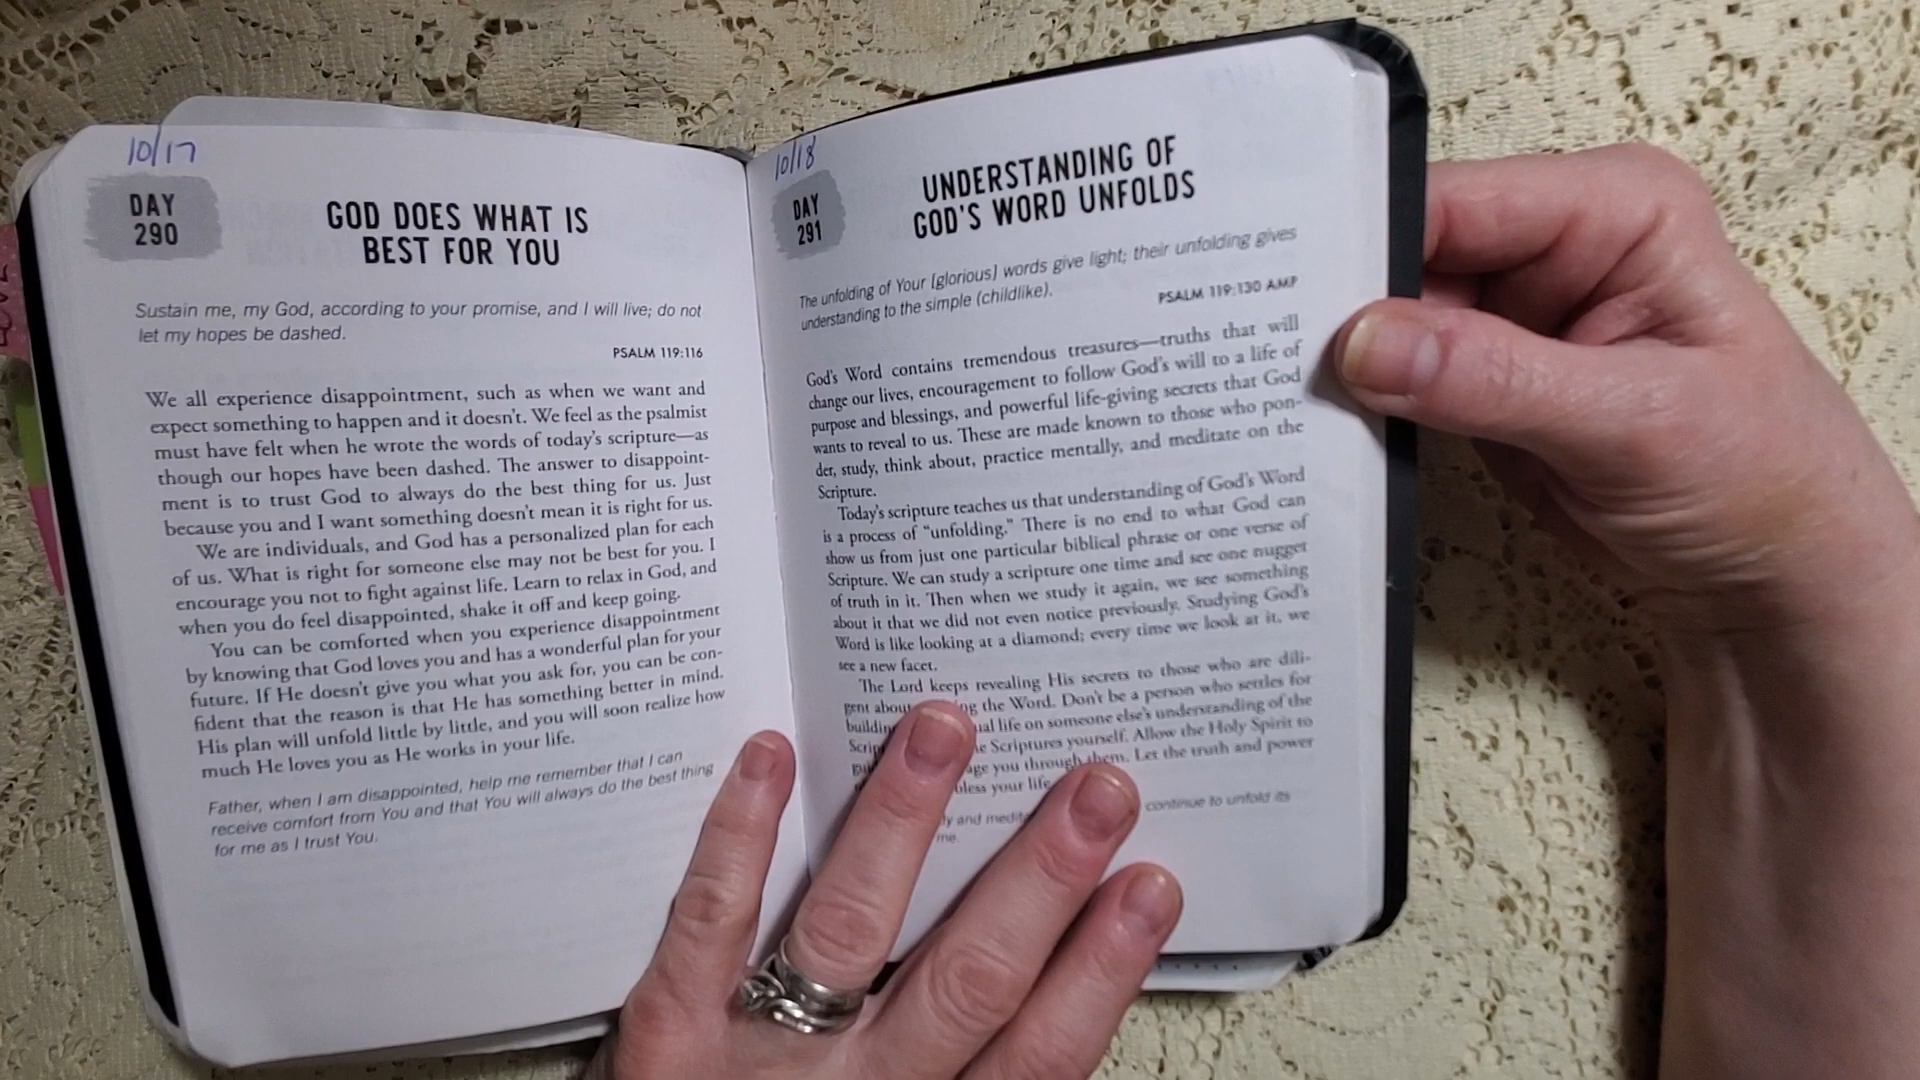 10/17
DAY
290
GOD DOES WHAT IS
BEST FOR YOU
Sustain me, my God, according to your promise, and I will live; do not
let my hopes be dashed.
PSALM 119:116
We all experience disappointment, such as when we want and
expect something to happen and it doesn't. We feel as the psalmist
must have felt when he wrote the words of today's scripture—as
though our hopes have been dashed. The answer to disappoint-
ment is to trust God to always do the best thing for us. Just
because you and I want something doesn't mean it is right for us.
We are individuals, and God has a personalized plan for each
of us. What is right for someone else may not be best for you. I
encourage you not to fight against life. Learn to relax in God, and
when you do feel disappointed, shake it off and keep going.
You can be comforted when you experience disappointment
by knowing that God loves you and has a wonderful plan for your
future. If He doesn't give you what you ask for, you can be con-
fident that the reason is that He has something better in mind.
His plan will unfold little by little, and you will soon realize how
much He loves you as He works in your life.
Father, when I am disappointed, help me remember that I can
receive comfort from You and that You will always do the best thing
for me as I trust You.
10/18
DAY
291
UNDERSTANDING OF
GOD'S WORD UNFOLDS
The unfolding of Your [glorious] words give light; their unfolding gives
understanding to the simple (childlike).
PSALM 119:130 AMP
God's Word contains tremendous treasures—truths that will
change our lives, encouragement to follow God's will to a life of
purpose and blessings, and powerful life-giving secrets that God
wants to reveal to us. These are made known to those who pon-
der, study, think about, practice mentally, and meditate on the
Scripture.
Today's scripture teaches us that understanding of God's Word
is a process of "unfolding." There is no end to what God can
show us from just one particular biblical phrase or one verse of
Scripture. We can study a scripture one time and see one nugget
of truth in it. Then when we study it again, we see something
about it that we did not even notice previously. Studying God's
Word is like looking at a diamond; every time we look at it, we
see a new facet.
The Lord keeps revealing His secrets to those who are dili-
gent the Word. Don't be a person who settles for
life on someone else's understanding of the
Scriptures yourself. Allow the Holy Spirit to
you through them. Let the truth and power
bless your life
and continue to unfold its
me.